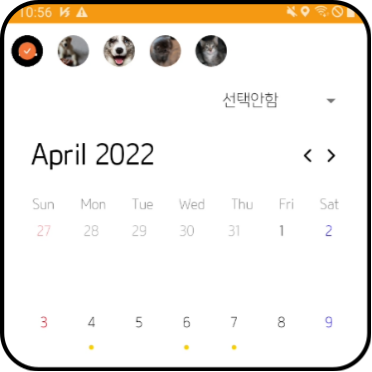 10:56
선택안함
April 2022
Sun Mon Tue Wed Thu Fri Sat
27 28 29 30 31 1 2
3 4 5 6 7 8 9